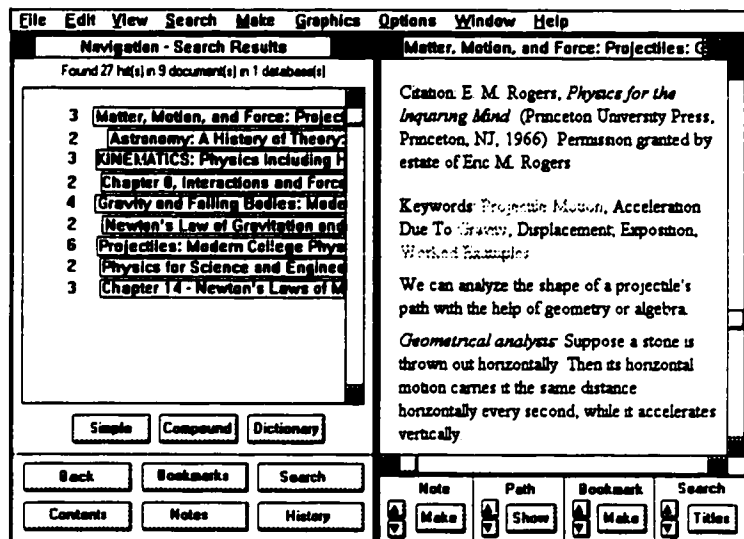 File Edit View Search Make Graphics Options Window Help
Navigation - Search Results
Found 27 hit(s) in 9 document(s) in 1 database(s)
3 Matter, Motion, and Force: Project
2 Astronomy: A History of Theory:
3 KINEMATICS: Physics Including H
2 Chapter 6, Interactions and Force
4 Gravity and Falling Bodies: Mode
2 Newton's Law of Gravitation and
6 Projectiles: Modern College Phys
2 Physics for Science and Enginee
3 Chapter 14 - Newton's Laws of M
Simple Compound Dictionary
Back Bookmarks Search
Contents Notes History
Matter, Motion, and Force: Projectiles: G
Citation: E. M. Rogers, Physics for the
Inquiring Mind (Princeton University Press,
Princeton, NJ, 1966) Permission granted by
estate of Eric M. Rogers
Keywords: Projectile Motion, Acceleration
Due To Gravity, Displacement, Exposition,
Worked Examples
We can analyze the shape of a projectile's
path with the help of geometry or algebra.
Geometrical analysis: Suppose a stone is
thrown out horizontally. Then its horizontal
motion carries it the same distance
horizontally every second, while it accelerates
vertically
Note Path Bookmark Search
Make Show Make Titles